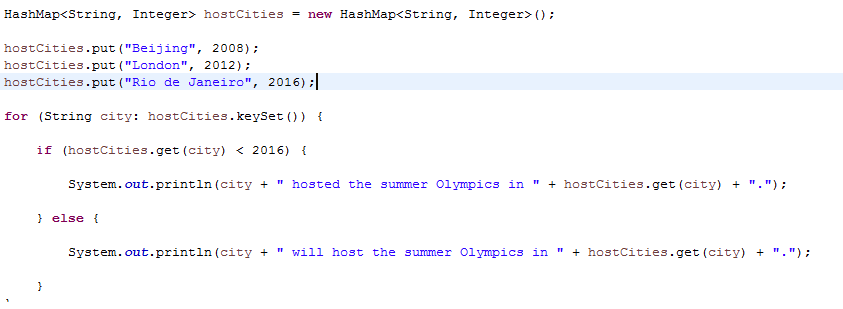 HashMap<String, Integer> hostCities = new HashMap<String, Integer>();
hostCities.put("Beijing", 2008);
hostCities.put("London", 2012);
hostCities.put("Rio de Janeiro", 2016);
for (String city: hostCities.keySet()) {
if (hostCities.get(city) < 2016) {
System.out.println(city + " hosted the summer Olympics in " + hostCities.get(city) + ".");
} else {
System.out.println(city + " will host the summer Olympics in " + hostCities.get(city) + ".");
}